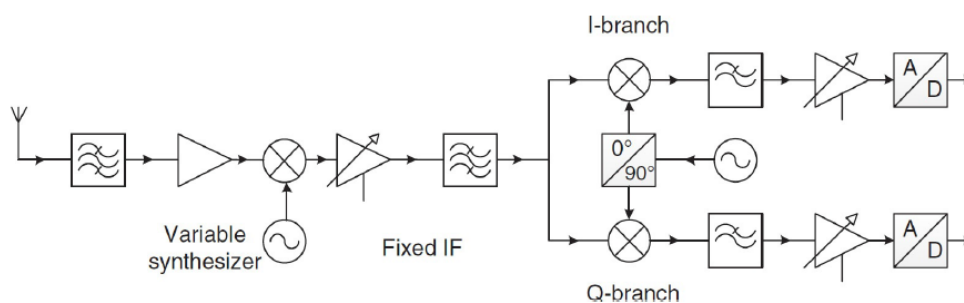 I-branch
A
D
0°
90°
Variable
synthesizer
Fixed IF
A
D
Q-branch